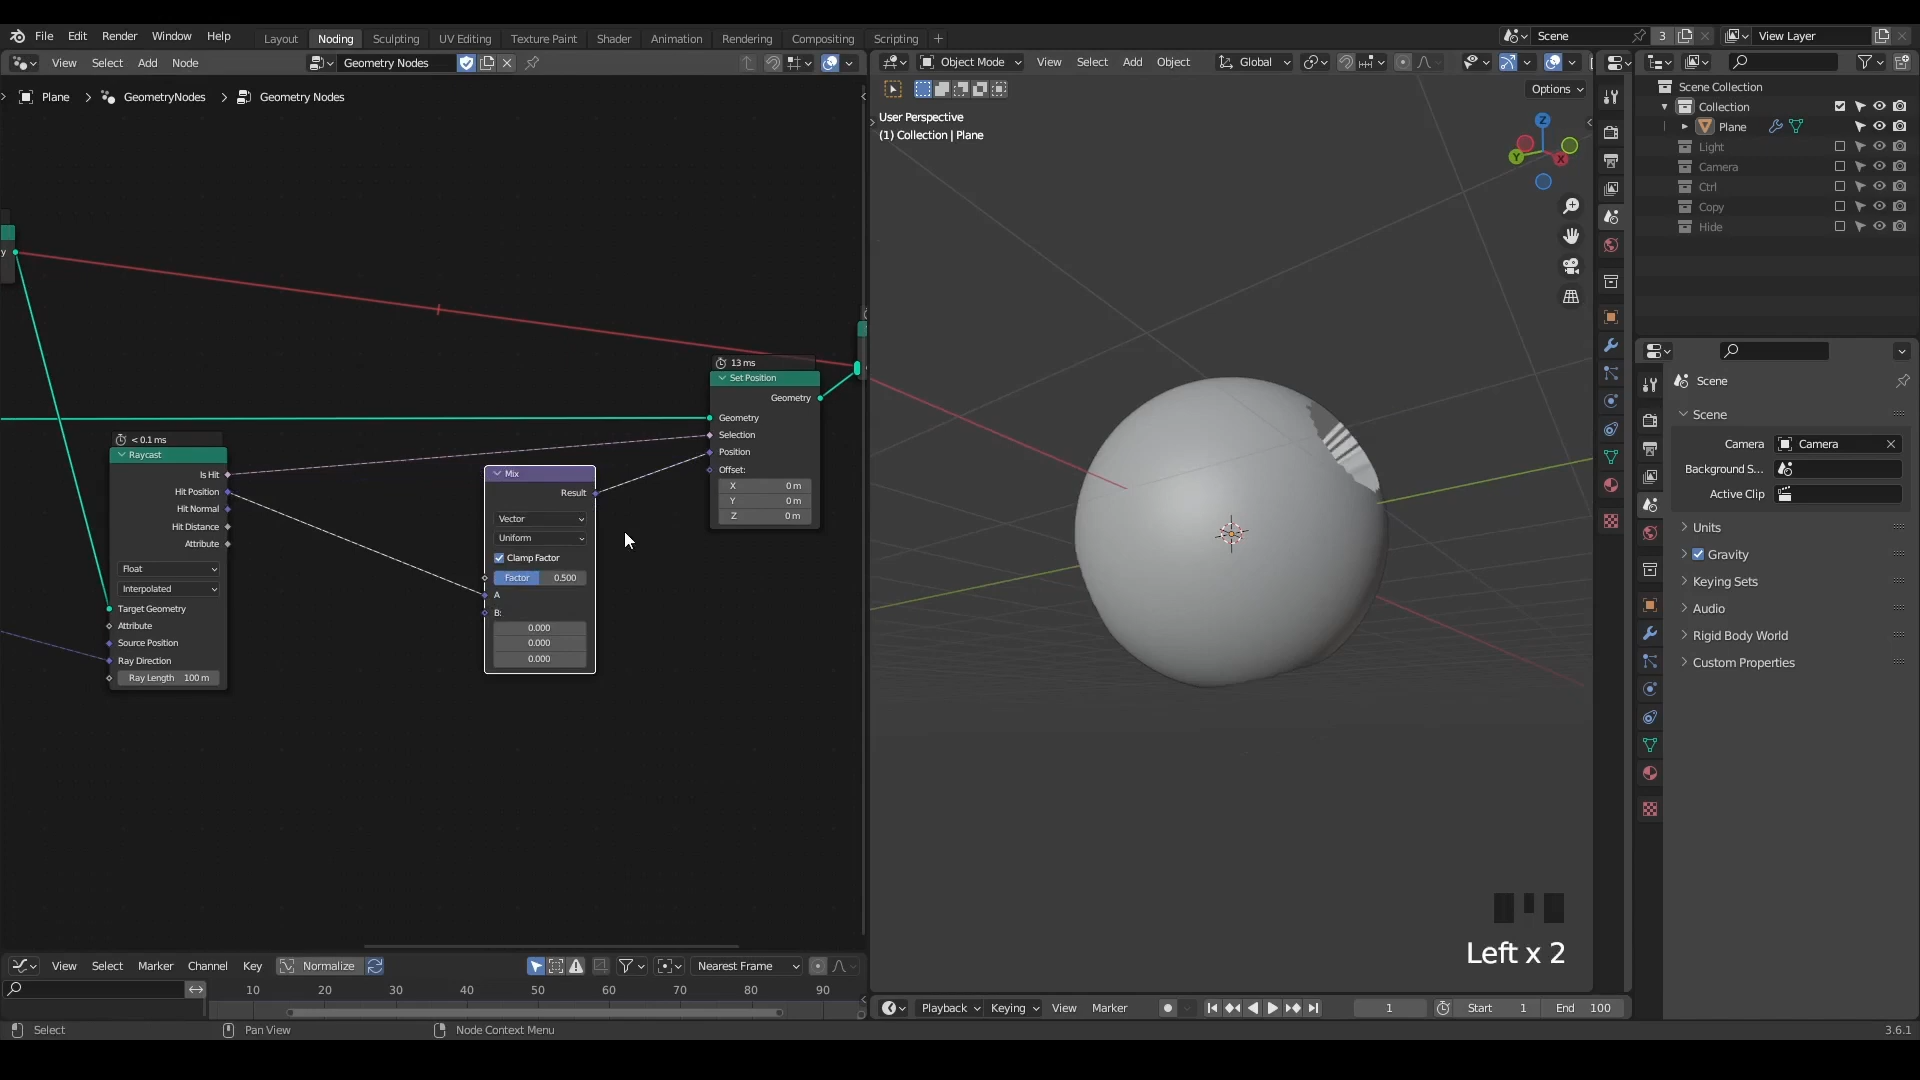 File Edit Render Window Help Layout Noding Sculpting UV Editing Texture Paint Shader Animation Rendering Compositing Scripting Scene 3 View Layer
View Select Add Node Geometry Nodes
Plane GeometryNodes Geometry Nodes
13 ms
Set Position
Geometry
Geometry
Selection
Position
Offset:
X 0 m
Y 0 m
Z 0 m
< 0.1 ms
Raycast
Is Hit
Hit Position
Hit Normal
Hit Distance
Attribute
Float
Interpolated
Target Geometry
Attribute
Source Position
Ray Direction
Ray Length 100 m
Mix
Result
Vector
Uniform
Clamp Factor
Factor 0.500
A
B:
0.000
0.000
0.000
y
Object Mode View Select Add Object Global
Options
User Perspective
(1) Collection | Plane
Z
Y
X
Left x 2
Scene Collection
Collection
Plane
Light
Camera
Ctrl
Copy
Hide
Scene
Scene
Camera Camera
Background S...
Active Clip
Units
Gravity
Keying Sets
Audio
Rigid Body World
Custom Properties
View Select Marker Channel Key Normalize Nearest Frame
10 20 30 40 50 60 70 80 90
Playback Keying View Marker 1 Start 1 End 100
Select Pan View Node Context Menu 3.6.1